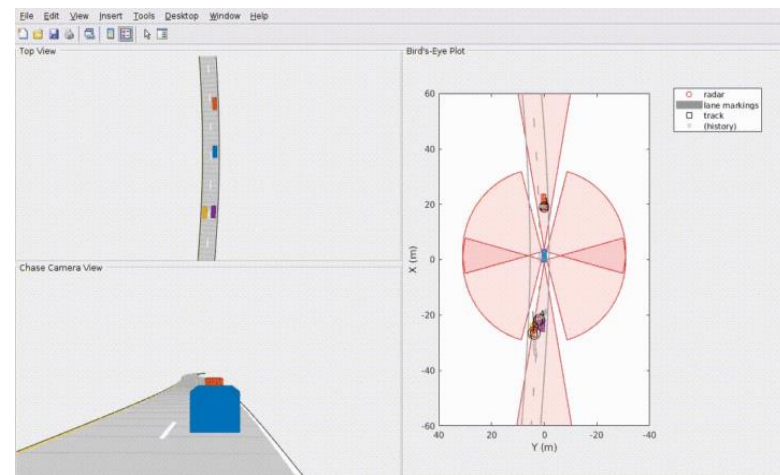 File Edit View Insert Tools Desktop Window Help
Top View
Chase Camera View
Bird's-Eye Plot
60
40
20
0
-20
-40
-60
X (m)
40 20 0 -20 -40
Y (m)
radar
lane markings
track
(history)